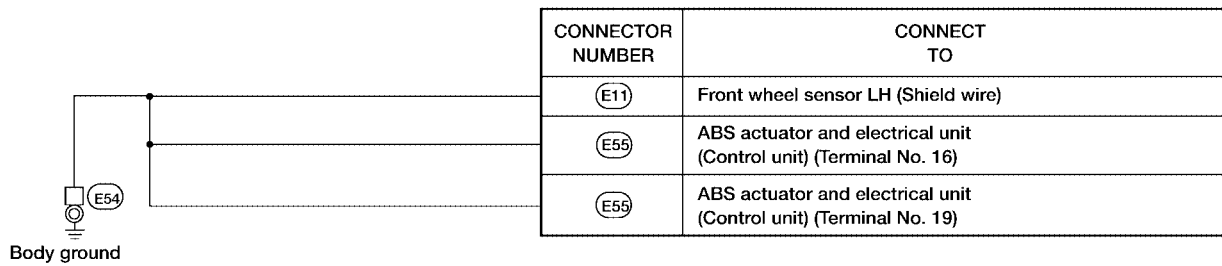 CONNECTOR
NUMBER
CONNECT
TO
E11
Front wheel sensor LH (Shield wire)
E55
ABS actuator and electrical unit
(Control unit) (Terminal No. 16)
E55
ABS actuator and electrical unit
(Control unit) (Terminal No. 19)
E54
Body ground